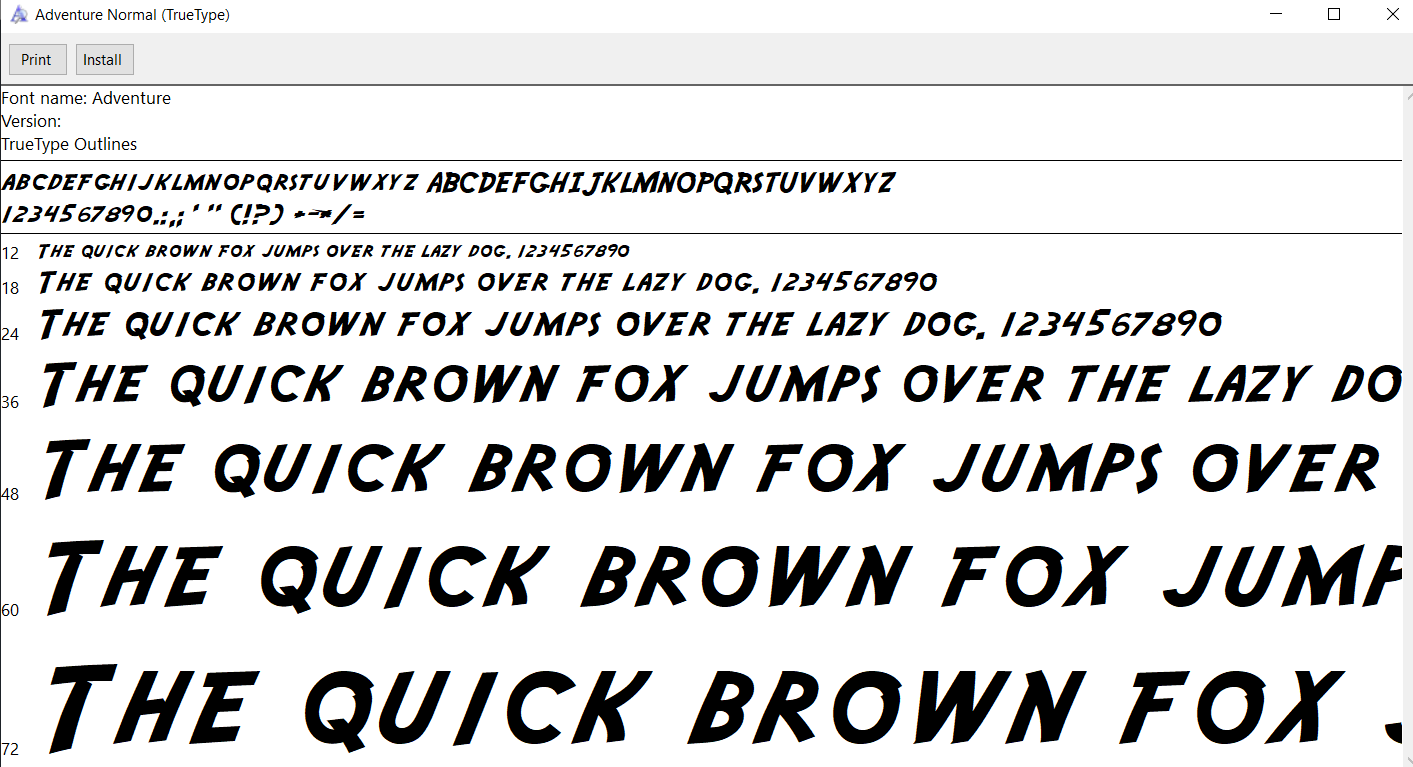 Adventure Normal (TrueType)
Print Install
Font name: Adventure
Version:
TrueType Outlines
ABCDEFGHIJKLMNOPQRSTUVWXYZ ABCDEFGHIJKLMNOPQRSTUVWXYZ
1234567890.:,; ' " (!?) +-*/=
12 THE QUICK BROWN FOX JUMPS OVER THE LAZY DOG. 1234567890
18 THE QUICK BROWN FOX JUMPS OVER THE LAZY DOG. 1234567890
24 THE QUICK BROWN FOX JUMPS OVER THE LAZY DOG. 1234567890
36 THE QUICK BROWN FOX JUMPS OVER THE LAZY DO
48 THE QUICK BROWN FOX JUMPS OVER
60 THE QUICK BROWN FOX JUMP
72 THE QUICK BROWN FOX J